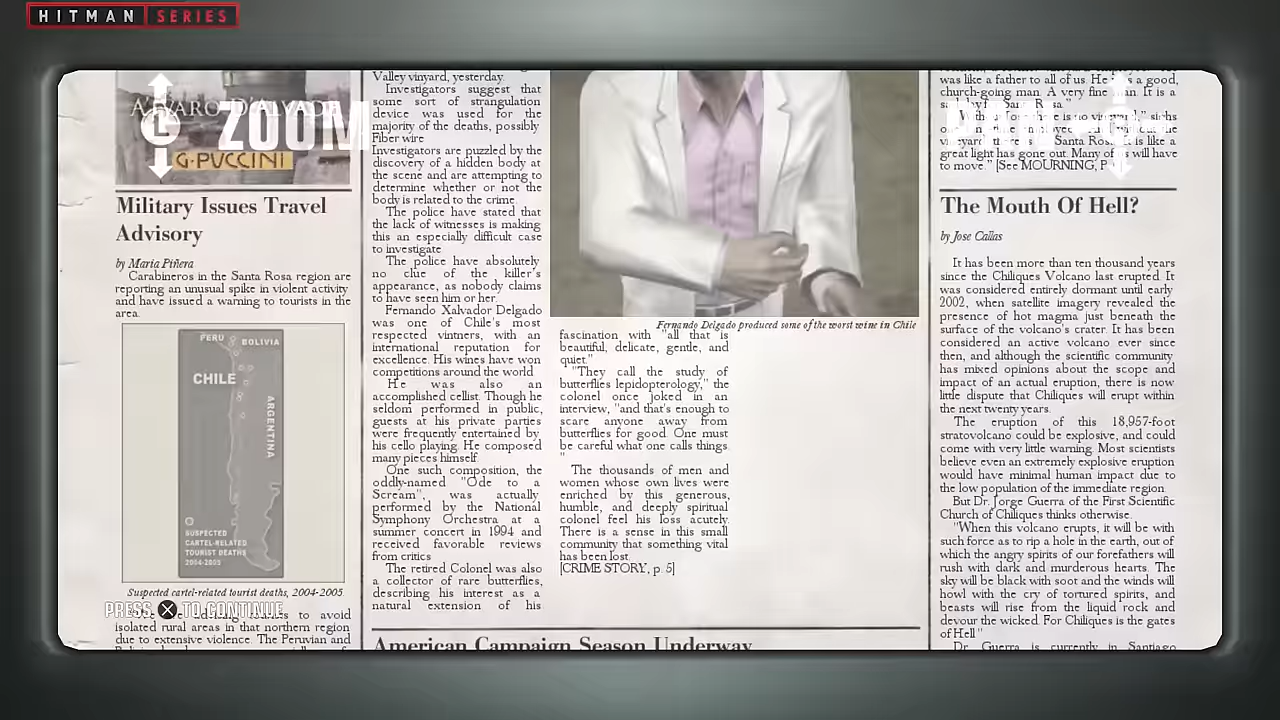 HITMAN SERIES
ZOOM
G·PUCCINI
Military Issues Travel
Advisory
by Maria Piñera
Carabineros in the Santa Rosa region are
reporting an unusual spike in violent activity
and have issued a warning to tourists in the
area.
PERU
BOLIVIA
CHILE
ARGENTINA
SUSPECTED
CARTEL-RELATED
TOURIST DEATHS
2004-2005
Suspected cartel-related tourist deaths, 2004-2005
PRESS X TO CONTINUE
to avoid
isolated rural areas in that northern region
due to extensive violence. The Peruvian and
Valley vinyard, yesterday.
Investigators suggest that
some sort of strangulation
device was used for the
majority of the deaths, possibly
Fiber wire
Investigators are puzzled by the
discovery of a hidden body at
the scene and are attempting to
determine whether or not the
body is related to the crime.
The police have stated that
the lack of witnesses is making
this an especially difficult case
to investigate
The police have absolutely
no clue of the killer's
appearance, as nobody claims
to have seen him or her.
Fernando Xalvador Delgado
was one of Chile's most
respected vinners, with an
international reputation for
excellence. His wines have won
competitions around the world
He was also an
accomplished cellist. Though he
seldom performed in public,
guests at his private parties
were frequently entertained by
his cello playing. He composed
many pieces himself.
One such composition, the
oddly-named "Ode to a
Scream", was actually
performed by the National
Symphony Orchestra at a
summer concert in 1994 and
received favorable reviews
from critics
The retired Colonel was also
a collector of rare butterflies,
describing his interest as a
natural extension of his
Fernando Delgado produced some of the worst wine in Chile
fascination with "all that is
beautiful, delicate, gentle, and
quiet."
"They call the study of
butterflies lepidopterology," the
colonel once joked in an
interview, "and that's enough to
scare anyone away from
butterflies for good. One must
be careful what one calls things.
"
The thousands of men and
women whose own lives were
enriched by this generous,
humble, and deeply spiritual
colonel feel his loss acutely.
There is a sense in this small
community that something vital
has been lost.
[CRIME STORY, p. 5]
American Campaign Season Underway
was like a father to all of us. He is a good,
church-going man. A very fine man. It is a
sad day for Santa Rosa."
great light has gone out. Many of us will have
to move." [See MOURNING, P
The Mouth Of Hell?
by Jose Callas
It has been more than ten thousand years
since the Chiliques Volcano last erupted. It
was considered entirely dormant until early
2002, when satellite imagery revealed the
presence of hot magma just beneath the
surface of the volcano's crater. It has been
considered an active volcano ever since
then, and although the scientific community
has mixed opinions about the scope and
impact of an actual eruption, there is now
little dispute that Chiliques will erupt within
the next twenty years.
The eruption of this 18,957-foot
stratovolcano could be explosive, and could
come with very little warning. Most scientists
believe even an extremely explosive eruption
would have minimal human impact due to
the low population of the immediate region
But Dr. Jorge Guerra of the First Scientific
Church of Chiliques thinks otherwise.
"When this volcano erupts, it will be with
such force as to rip a hole in the earth, out of
which the angry spirits of our forefathers will
rush with dark and murderous hearts. The
sky will be black with soot and the winds will
howl with the cry of tortured spirits, and
beasts will rise from the liquid rock and
devour the wicked. For Chiliques is the gates
of Hell"
Dr. Guerra is currently in Santiago